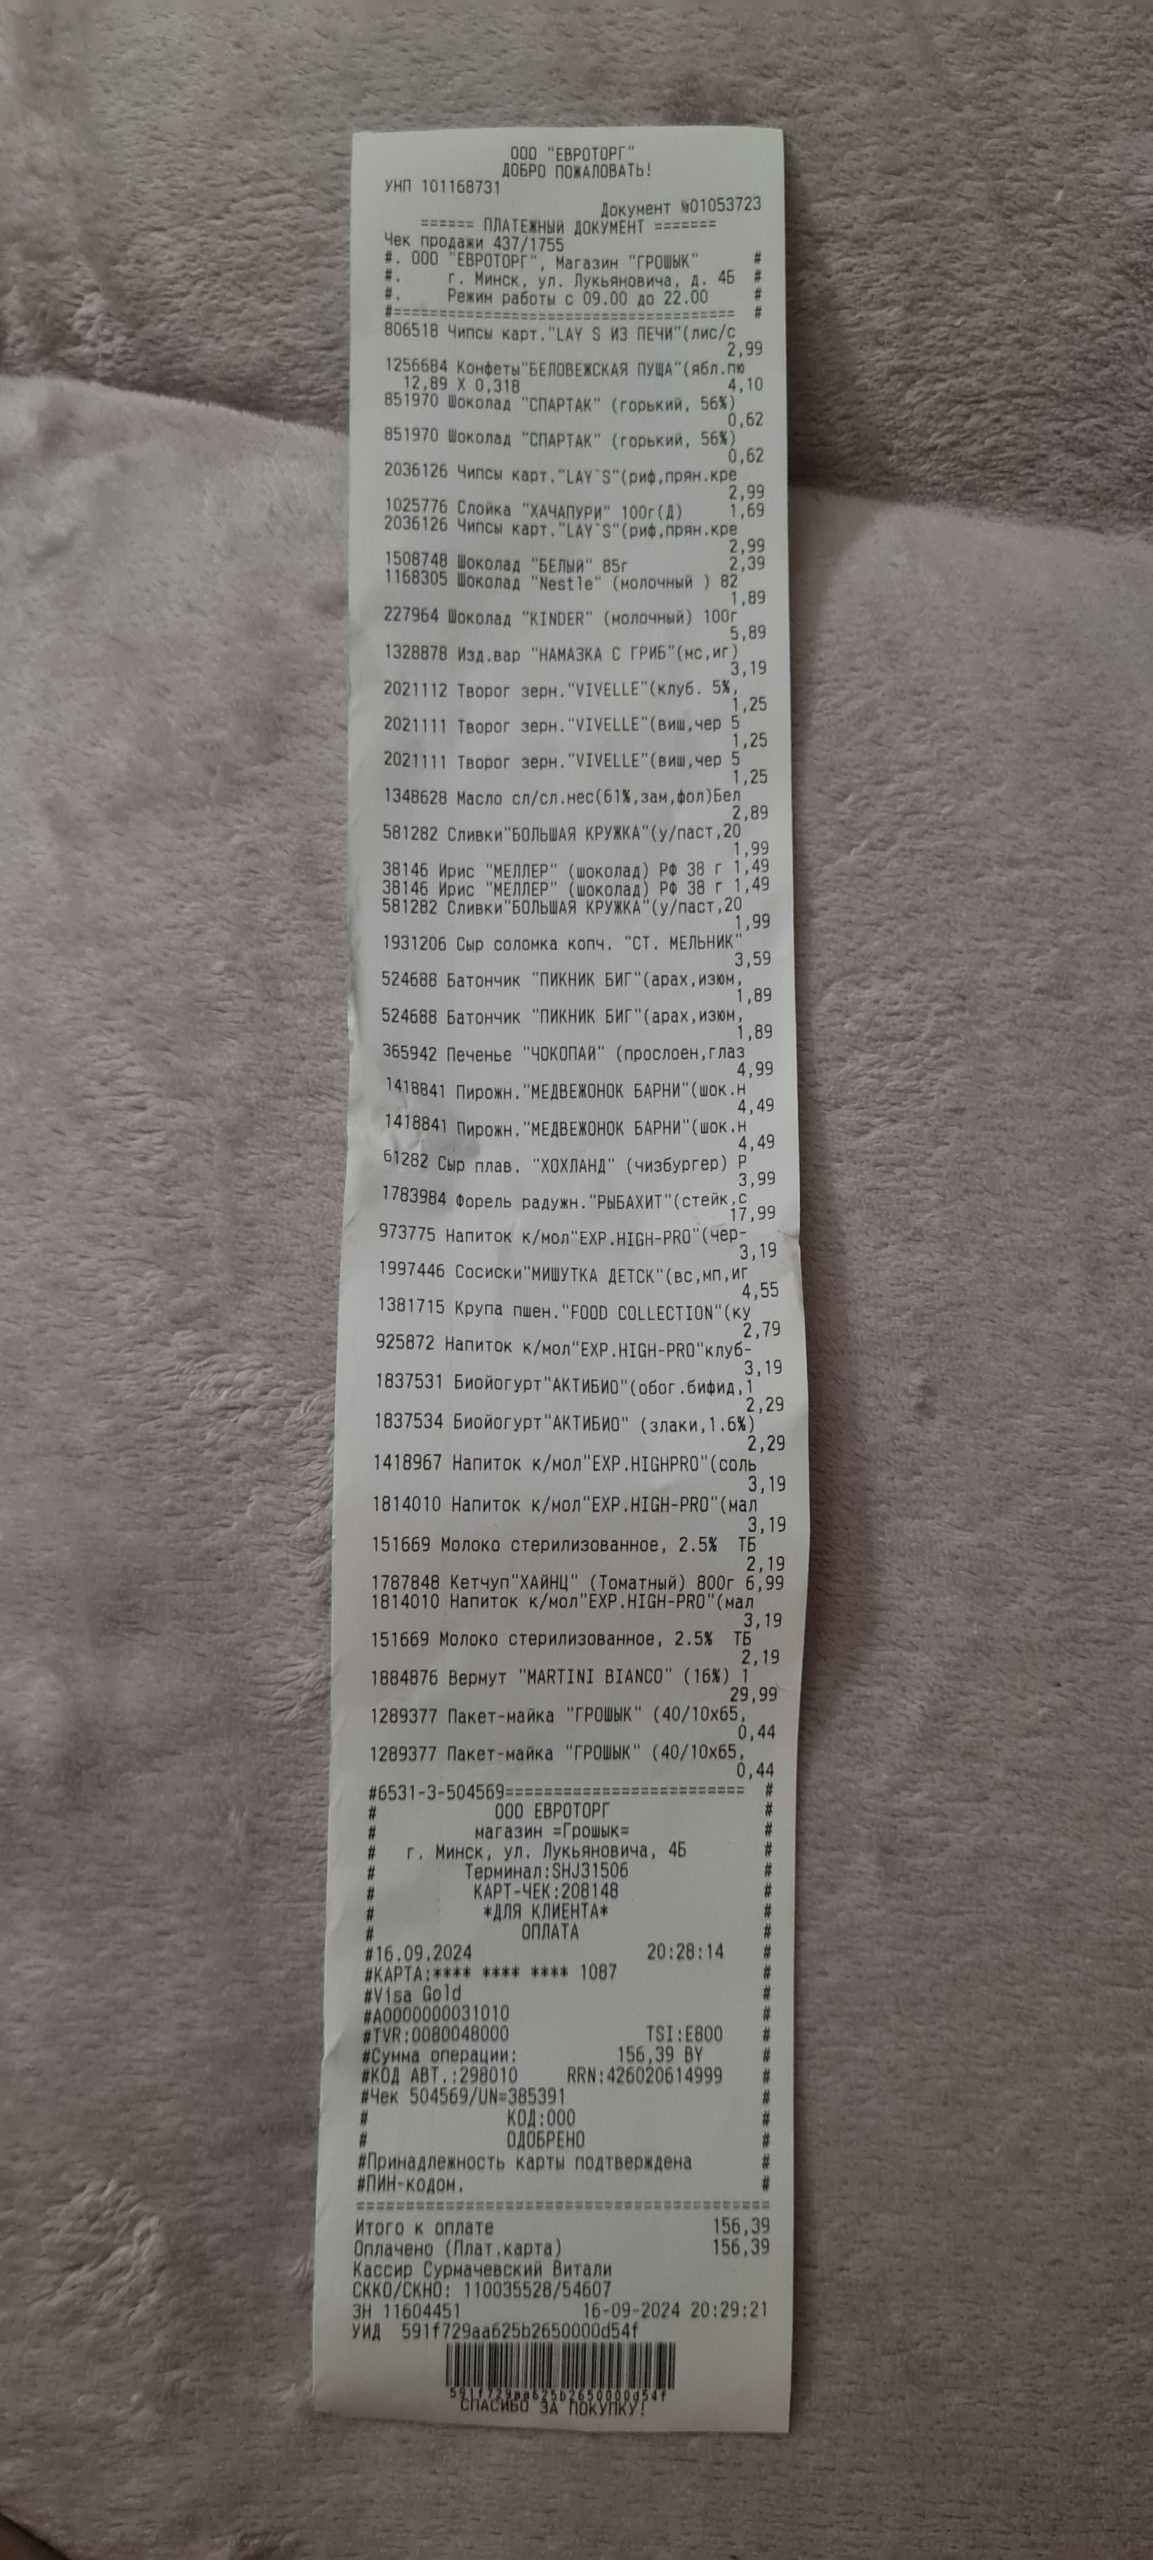 ООО "ЕВРОТОРГ"
ДОБРО ПОЖАЛОВАТЬ!
УНП 101168731
Документ №01053723
====== ПЛАТЕЖНЫЙ ДОКУМЕНТ =======
Чек продажи 437/1755
#. ООО "ЕВРОТОРГ", Магазин "ГРОШЫК" #
#. г. Минск, ул. Лукьяновича, д. 4Б #
#. Режим работы с 09.00 до 22.00 #
#===================================== #
806518 Чипсы карт."LAY S ИЗ ПЕЧИ"(лис/с
2,99
1256684 Конфеты"БЕЛОВЕЖСКАЯ ПУЩА"(ябл.пю
12,89 X 0,318 4,10
851970 Шоколад "СПАРТАК" (горький, 56%)
0,62
851970 Шоколад "СПАРТАК" (горький, 56%)
0,62
2036126 Чипсы карт."LAY`S"(риф,прян.кре
2,99
1025776 Слойка "ХАЧАПУРИ" 100г(Д) 1,69
2036126 Чипсы карт."LAY`S"(риф,прян.кре
2,99
1508748 Шоколад "БЕЛЫЙ" 85г 2,39
1168305 Шоколад "Nestle" (молочный ) 82
1,89
227964 Шоколад "KINDER" (молочный) 100г
5,89
1328878 Изд.вар "НАМАЗКА С ГРИБ"(мс,иг)
3,19
2021112 Творог зерн."VIVELLE"(клуб. 5%,
1,25
2021111 Творог зерн."VIVELLE"(виш,чер 5
1,25
2021111 Творог зерн."VIVELLE"(виш,чер 5
1,25
1348628 Масло сл/сл.нес(61%,зам,фол)Бел
2,89
581282 Сливки"БОЛЬШАЯ КРУЖКА"(у/паст,20
1,99
38146 Ирис "МЕЛЛЕР" (шоколад) РФ 38 г 1,49
38146 Ирис "МЕЛЛЕР" (шоколад) РФ 38 г 1,49
581282 Сливки"БОЛЬШАЯ КРУЖКА"(у/паст,20
1,99
1931206 Сыр соломка копч. "СТ. МЕЛЬНИК"
3,59
524688 Батончик "ПИКНИК БИГ"(арах,изюм,
1,89
524688 Батончик "ПИКНИК БИГ"(арах,изюм,
1,89
365942 Печенье "ЧОКОПАЙ" (прослоен,глаз
4,99
1418841 Пирожн."МЕДВЕЖОНОК БАРНИ"(шок.н
4,49
1418841 Пирожн."МЕДВЕЖОНОК БАРНИ"(шок.н
4,49
61282 Сыр плав. "ХОХЛАНД" (чизбургер) Р
3,99
1783984 Форель радужн."РЫБАХИТ"(стейк,с
17,99
973775 Напиток к/мол"EXP.HIGH-PRO"(чер-
3,19
1997446 Сосиски"МИШУТКА ДЕТСК"(вс,мп,иг
4,55
1381715 Крупа пшен."FOOD COLLECTION"(ку
2,79
925872 Напиток к/мол"EXP.HIGH-PRO"клуб-
3,19
1837531 Биойогурт"АКТИБИО"(обог.бифид,1
2,29
1837534 Биойогурт"АКТИБИО" (злаки,1.6%)
2,29
1418967 Напиток к/мол"EXP.HIGHPRO"(соль
3,19
1814010 Напиток к/мол"EXP.HIGH-PRO"(мал
3,19
151669 Молоко стерилизованное, 2.5% ТБ
2,19
1787848 Кетчуп"ХАЙНЦ" (Томатный) 800г 6,99
1814010 Напиток к/мол"EXP.HIGH-PRO"(мал
3,19
151669 Молоко стерилизованное, 2.5% ТБ
2,19
1884876 Вермут "MARTINI BIANCO" (16%) 1
29,99
1289377 Пакет-майка "ГРОШЫК" (40/10х65,
0,44
1289377 Пакет-майка "ГРОШЫК" (40/10х65,
0,44
#6531-3-504569======================== #
# ООО ЕВРОТОРГ #
# магазин =Грошык= #
# г. Минск, ул. Лукьяновича, 4Б #
# Терминал:SHJ31506 #
# КАРТ-ЧЕК:208148 #
# *ДЛЯ КЛИЕНТА* #
# ОПЛАТА #
#16.09.2024 20:28:14 #
#КАРТА:**** **** **** 1087 #
#Visa Gold #
#A0000000031010 #
#TVR:0080048000 TSI:E800 #
#Сумма операции: 156,39 BY #
#КОД АВТ.:298010 RRN:426020614999 #
#Чек 504569/UN=385391 #
# КОД:000 #
# ОДОБРЕНО #
#Принадлежность карты подтверждена #
#ПИН-кодом. #
==========================================
Итого к оплате 156,39
Оплачено (Плат.карта) 156,39
Кассир Сурмачевский Витали
СККО/СКНО: 110035528/54607
ЗН 11604451 16-09-2024 20:29:21
УИД 591f729aa625b2650000d54f
591f729aa625b2650000d54f
СПАСИБО ЗА ПОКУПКУ!